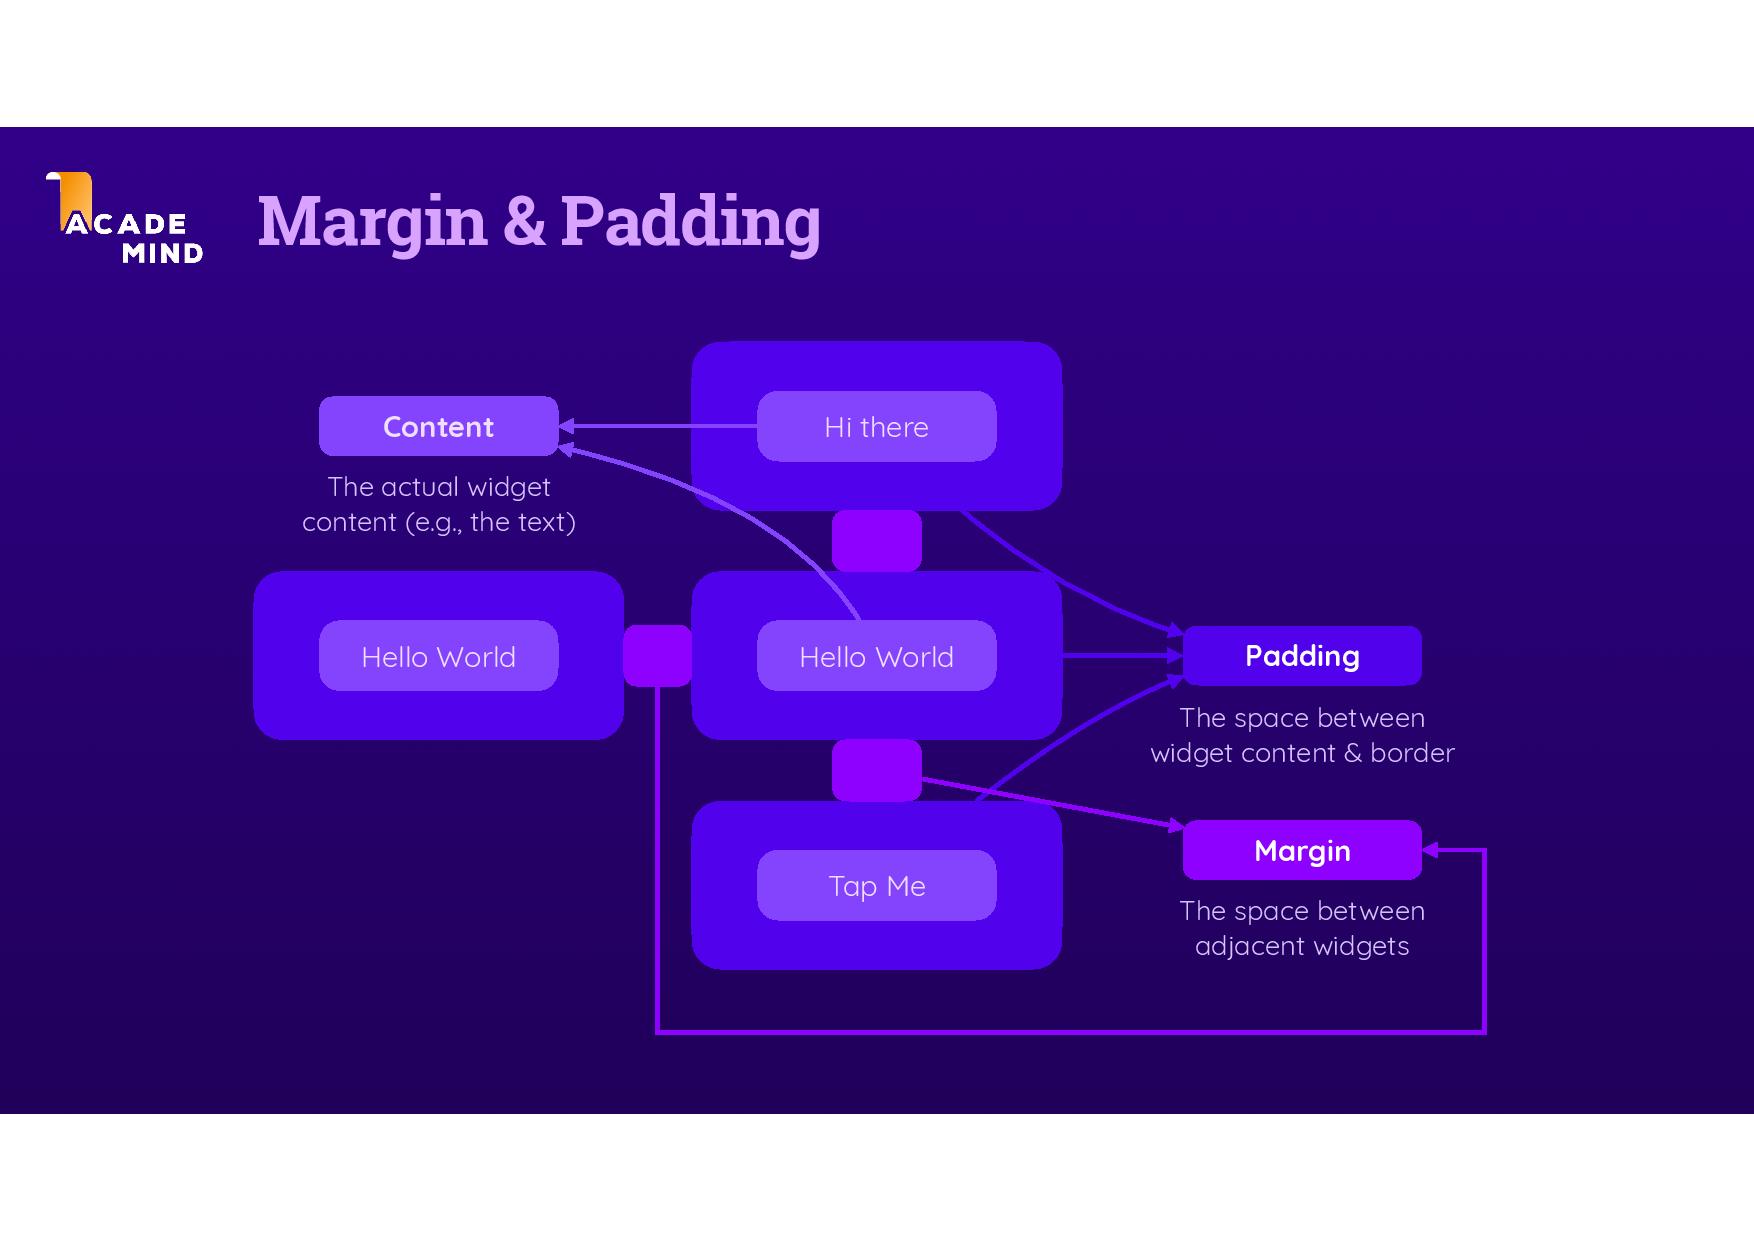 ACADE
MIND
Margin & Padding
Content
The actual widget
content (e.g., the text)
Hi there
Hello World
Hello World
Tap Me
Padding
The space between
widget content & border
Margin
The space between
adjacent widgets